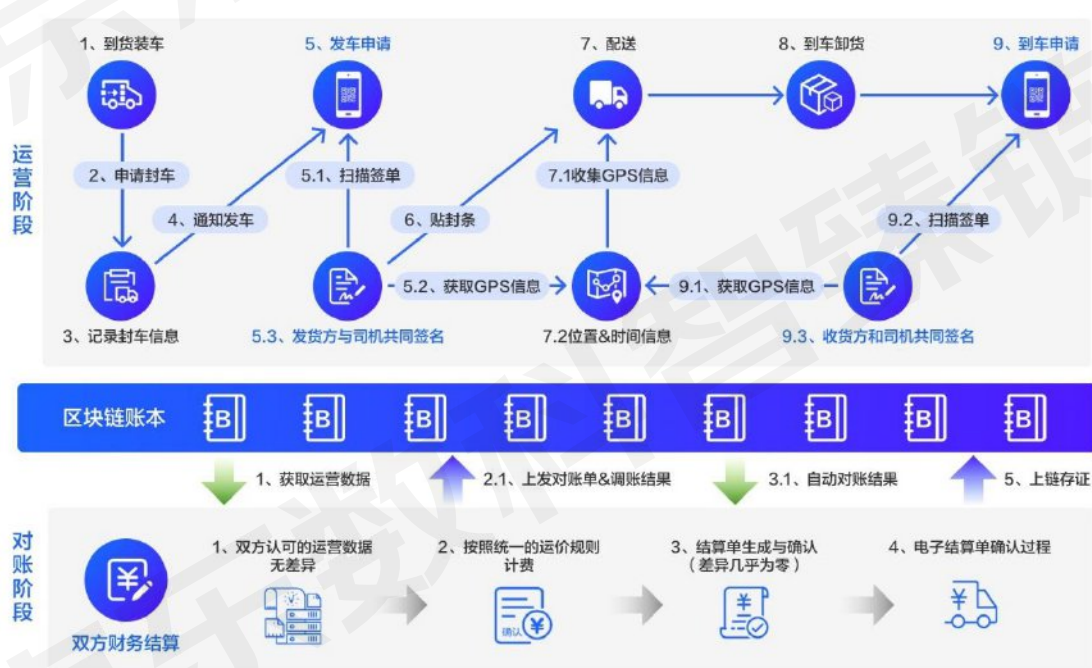 1、到货装车
5、发车申请
7、配送
8、到车卸货
9、到车申请
运营阶段
2、申请封车
5.1、扫描签单
7.1收集GPS信息
4、通知发车
6、贴封条
9.2、扫描签单
5.2、获取GPS信息
9.1、获取GPS信息
3、记录封车信息
5.3、发货方与司机共同签名
7.2位置&时间信息
9.3、收货方和司机共同签名
区块链账本
B B B B B B B B B
1、获取运营数据
2.1、上发对账单&调账结果
3.1、自动对账结果
5、上链存证
对账阶段
1、双方认可的运营数据
无差异
2、按照统一的运价规则
计费
3、结算单生成与确认
（差异几乎为零）
4、电子结算单确认过程
¥
确认 ¥
¥
¥
双方财务结算
京东数科智臻链